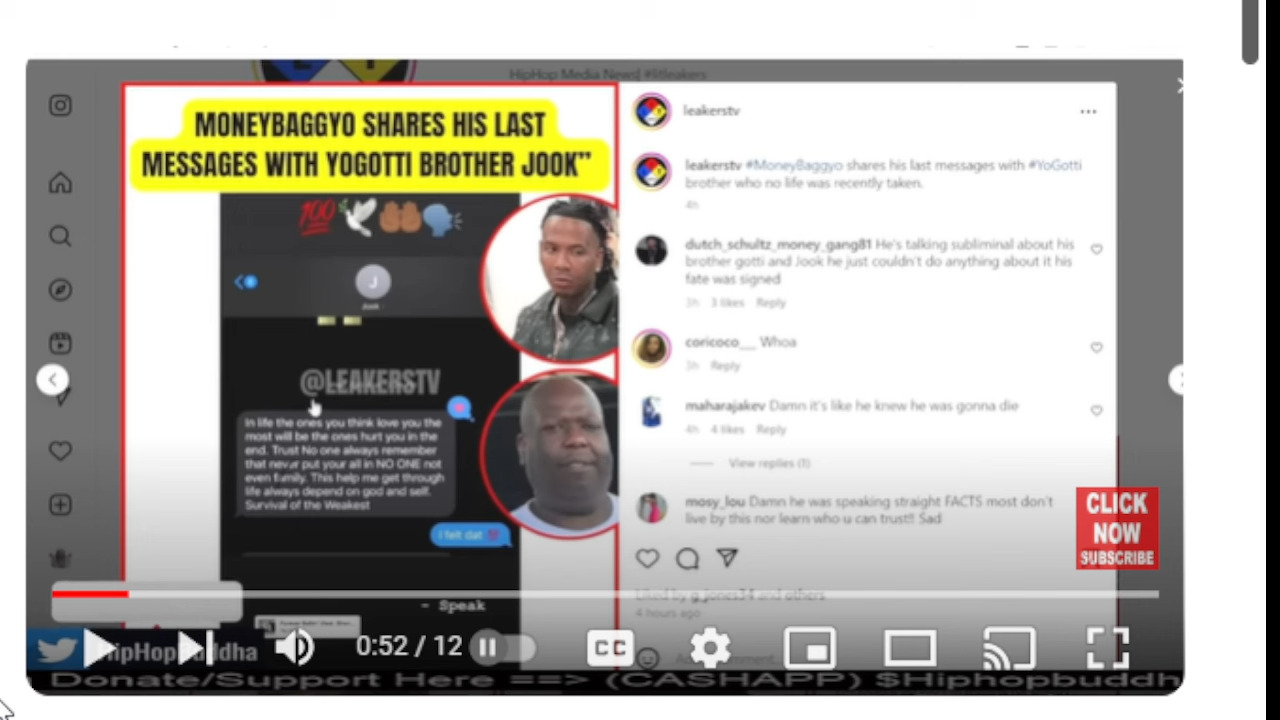 HipHop Media News| #litleakers
MONEYBAGGYO SHARES HIS LAST
MESSAGES WITH YOGOTTI BROTHER JOOK”
J
Jook
@LEAKERSTV
In life the ones you think love you the
most will be the ones hurt you in the
end. Trust No one always remember
that never put your all in NO ONE not
even family. This help me get through
life always depend on god and self.
Survival of the Weakest
I felt dat
- Speak
leakerstv
leakerstv #MoneyBaggyo shares his last messages with #YoGotti
brother who no life was recently taken.
4h
dutch_schultz_money_gang81 He's talking subliminal about his
brother gotti and Jook he just couldn't do anything about it his
fate was signed
3h 3 likes Reply
coricoco___ Whoa
3h Reply
maharajakev Damn it's like he knew he was gonna die
4h 4 likes Reply
View replies (1)
mosy_lou Damn he was speaking straight FACTS most don't
live by this nor learn who u can trust!! Sad
CLICK
NOW
SUBSCRIBE
Liked by g_jones34 and others
4 hours ago
HipHopBuddha
0:52 / 12
CC
Donate/Support Here ==> (CASHAPP) $Hiphopbuddh